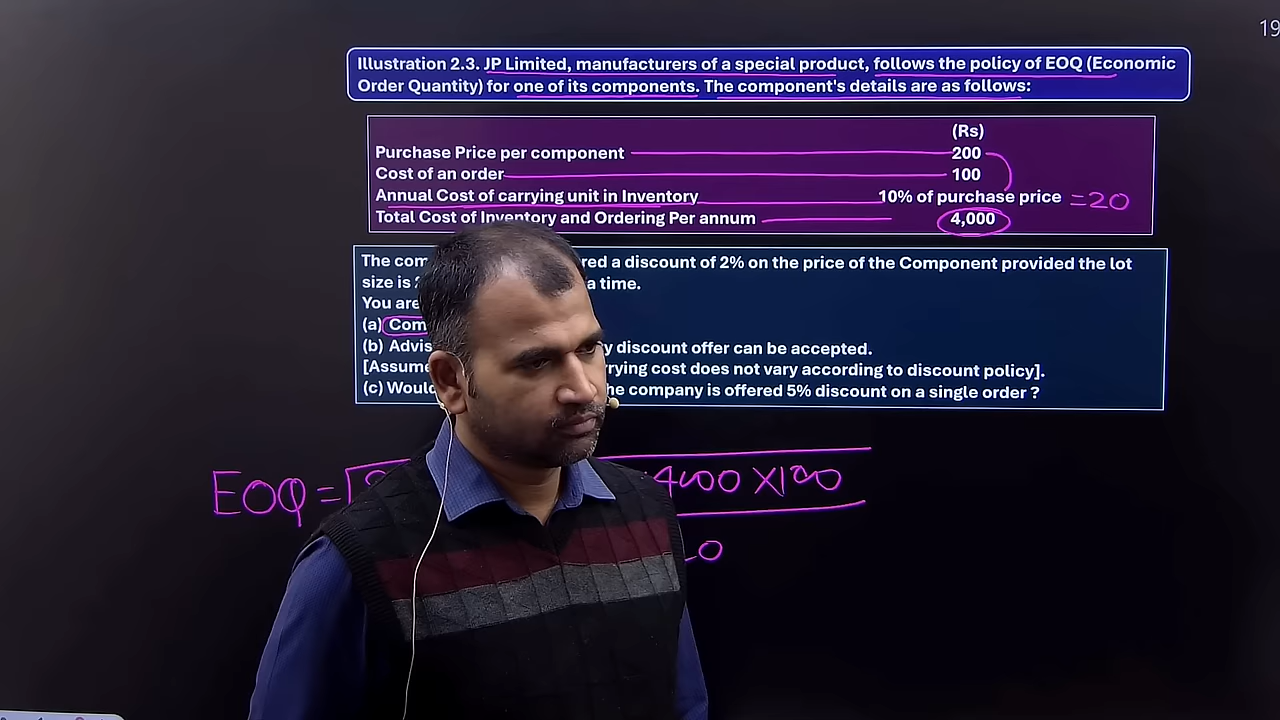 19
Illustration 2.3. JP Limited, manufacturers of a special product, follows the policy of EOQ (Economic
Order Quantity) for one of its components. The component's details are as follows:
(Rs)
Purchase Price per component 200
Cost of an order 100
Annual Cost of carrying unit in Inventory 10% of purchase price = 20
Total Cost of Inventory and Ordering Per annum 4,000
The red a discount of 2% on the price of the Component provided the lot
size is a time.
You are
(a) Com
(b) Advis y discount offer can be accepted.
[Assume rrying cost does not vary according to discount policy].
(c) Would he company is offered 5% discount on a single order ?
EOQ = 4000 × 100
20